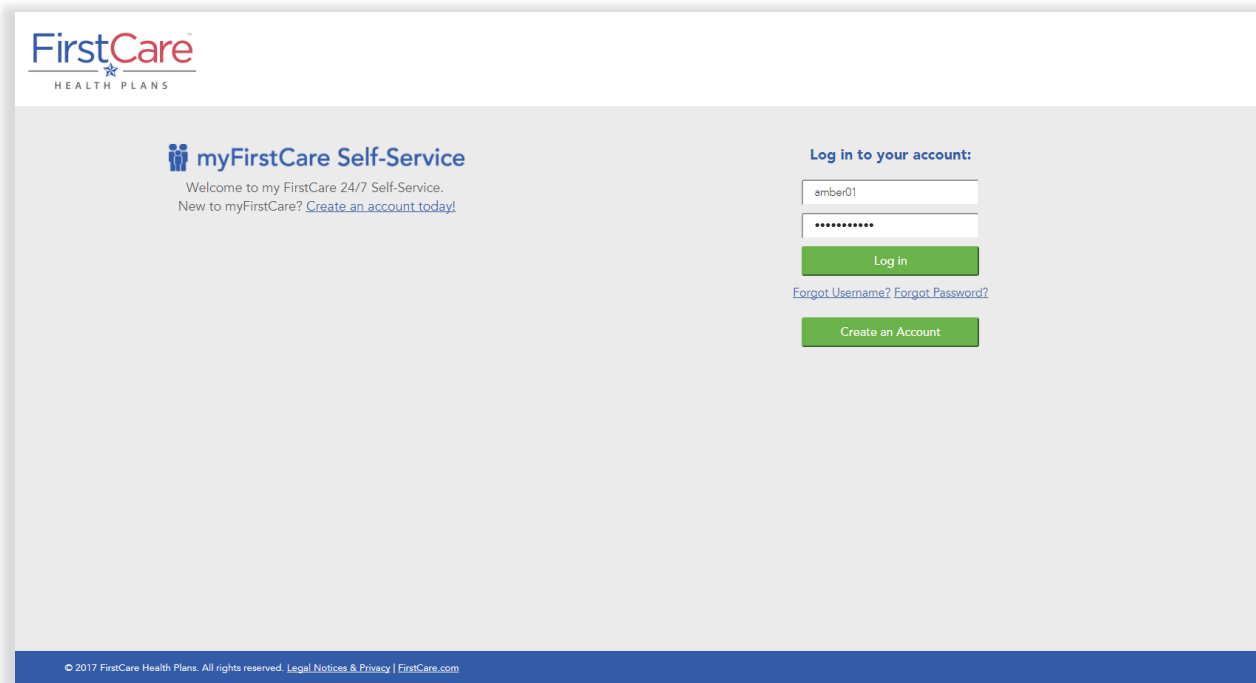 FirstCare™
HEALTH PLANS
myFirstCare Self-Service
Welcome to my FirstCare 24/7 Self-Service.
New to myFirstCare? Create an account today!
Log in to your account:
amber01
•••••••••••
Log in
Forgot Username? Forgot Password?
Create an Account
© 2017 FirstCare Health Plans. All rights reserved. Legal Notices & Privacy | FirstCare.com